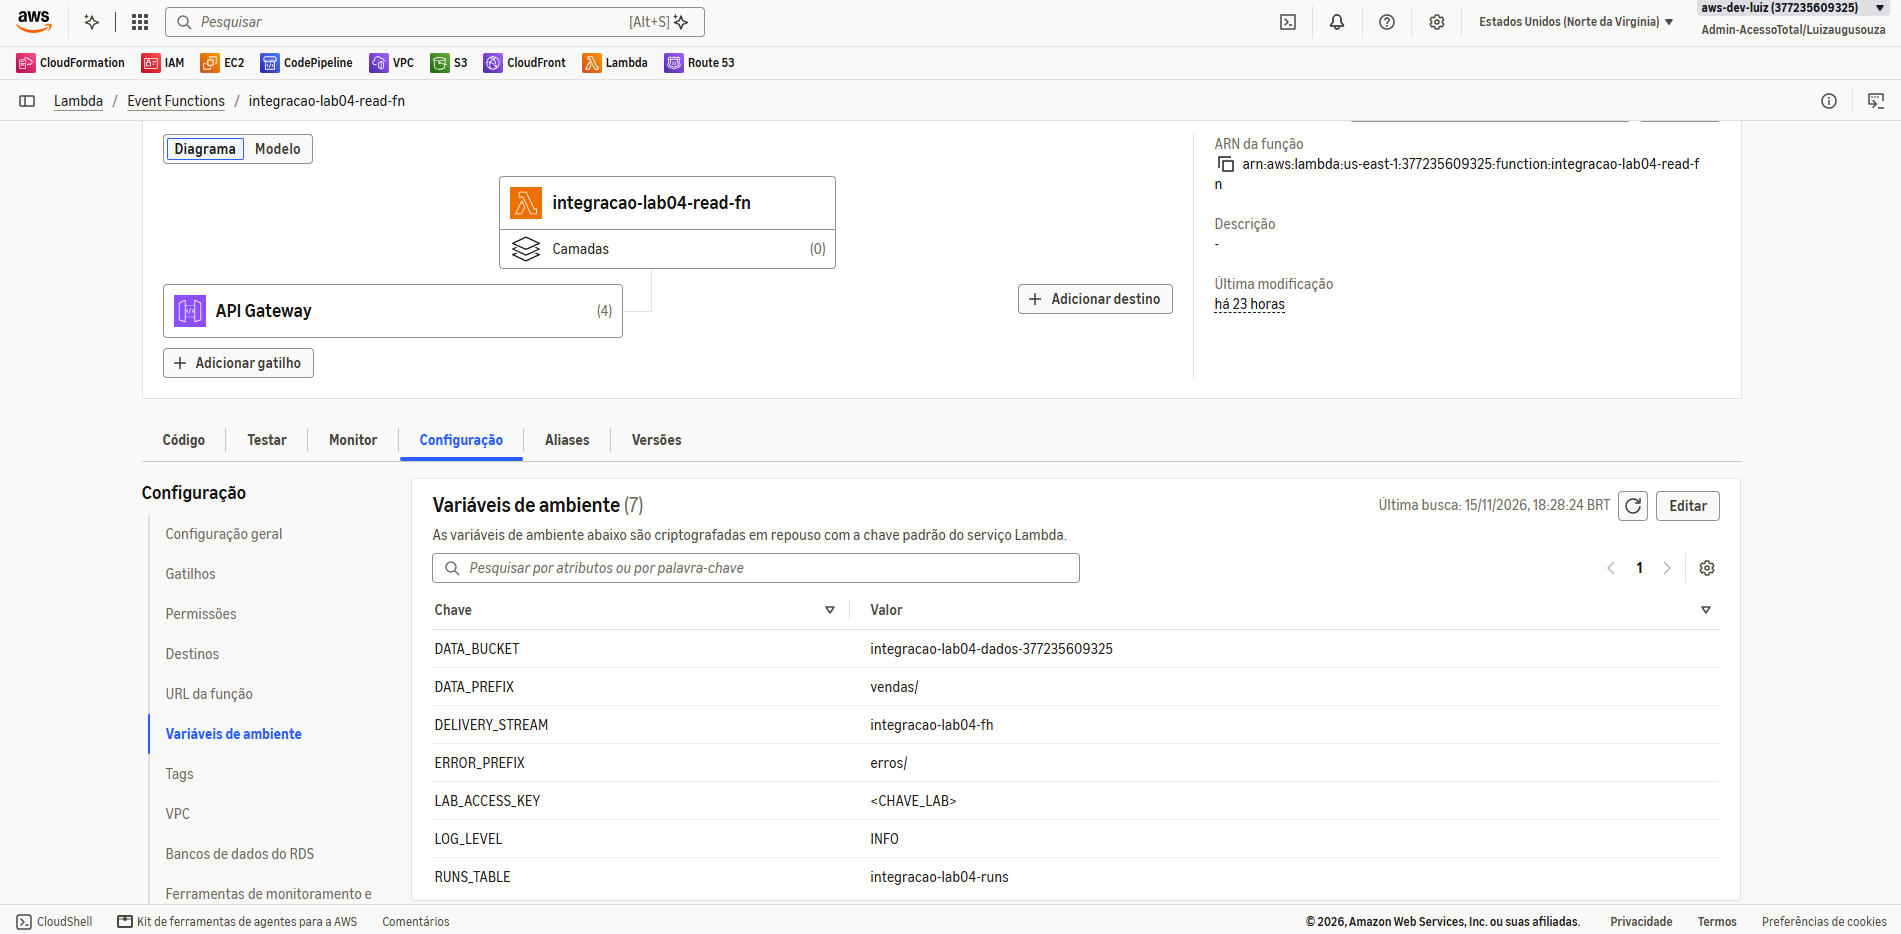 aws
Pesquisar
[Alt+S]
Estados Unidos (Norte da Virgínia)
aws-dev-luiz (377235609325)
Admin-AcessoTotal/Luizaugusouza
CloudFormation IAM EC2 CodePipeline VPC S3 CloudFront Lambda Route 53
Lambda / Event Functions / integracao-lab04-read-fn
Diagrama Modelo
integracao-lab04-read-fn
Camadas (0)
API Gateway (4)
Adicionar gatilho
Adicionar destino
ARN da função
arn:aws:lambda:us-east-1:377235609325:function:integracao-lab04-read-f
n
Descrição
-
Última modificação
há 23 horas
Código Testar Monitor Configuração Aliases Versões
Configuração
Configuração geral
Gatilhos
Permissões
Destinos
URL da função
Variáveis de ambiente
Tags
VPC
Bancos de dados do RDS
Ferramentas de monitoramento e
Variáveis de ambiente (7)
Última busca: 15/11/2026, 18:28:24 BRT
Editar
As variáveis de ambiente abaixo são criptografadas em repouso com a chave padrão do serviço Lambda.
Pesquisar por atributos ou por palavra-chave
1
Chave Valor
DATA_BUCKET integracao-lab04-dados-377235609325
DATA_PREFIX vendas/
DELIVERY_STREAM integracao-lab04-fh
ERROR_PREFIX erros/
LAB_ACCESS_KEY <CHAVE_LAB>
LOG_LEVEL INFO
RUNS_TABLE integracao-lab04-runs
CloudShell Kit de ferramentas de agentes para a AWS Comentários
© 2026, Amazon Web Services, Inc. ou suas afiliadas. Privacidade Termos Preferências de cookies